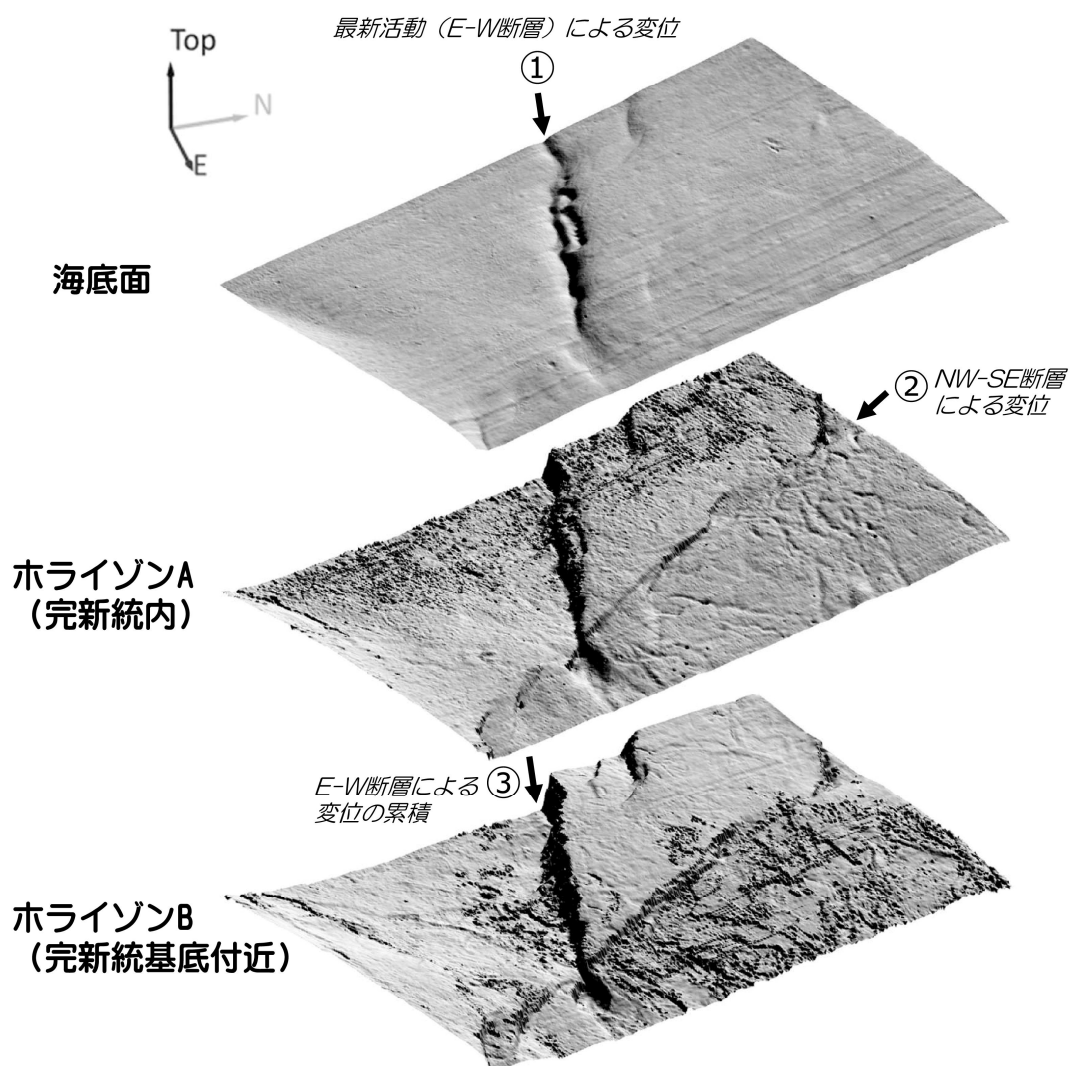 最新活動（E-W断層）による変位
①
Top
N
E
海底面
②
NW-SE断層
による変位
ホライゾンA
（完新統内）
E-W断層による
変位の累積
③
ホライゾンB
（完新統基底付近）